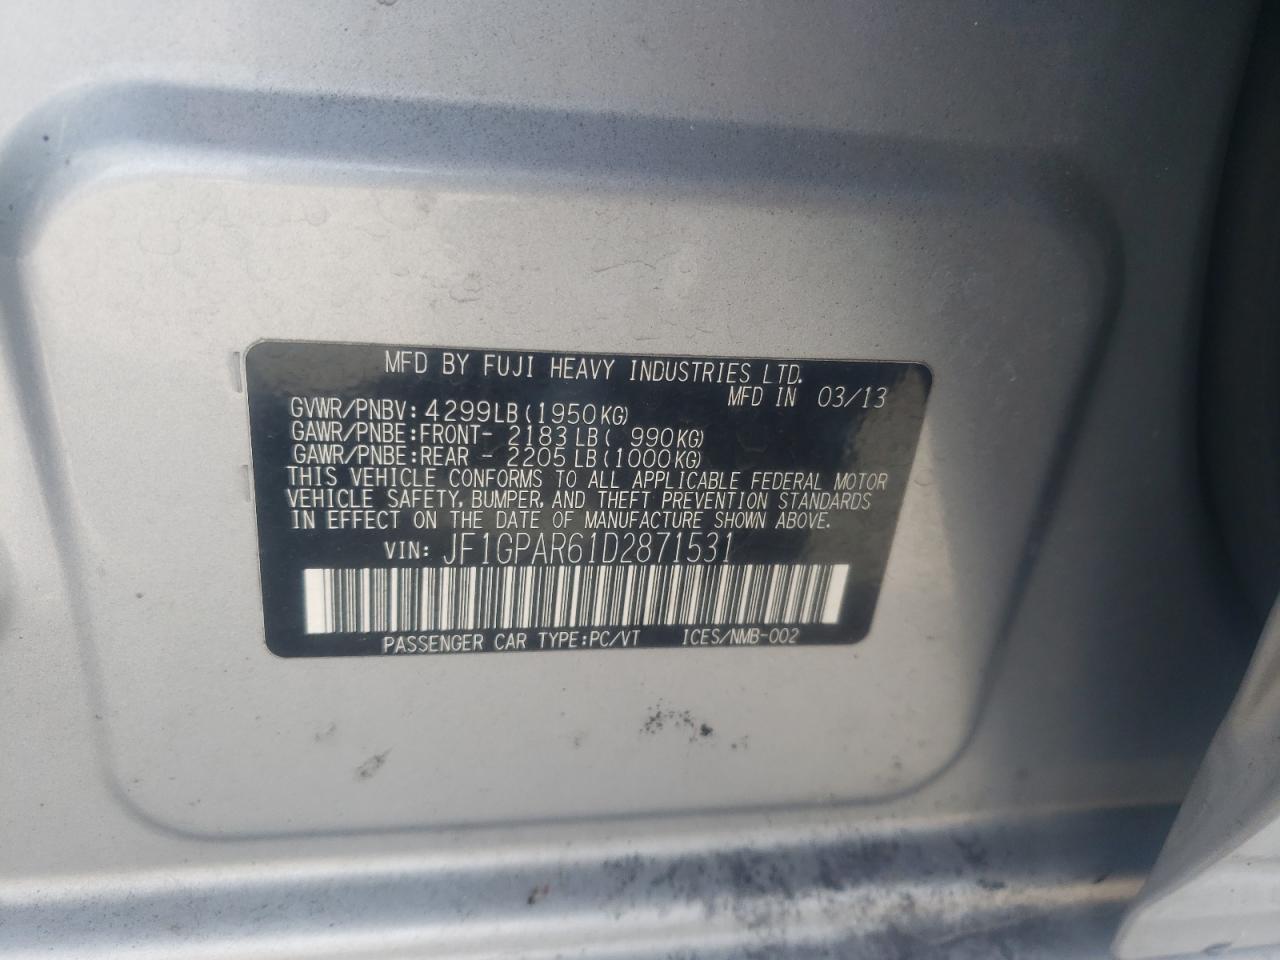 MFD BY FUJI HEAVY INDUSTRIES LTD.
MFD IN 03/13
GVWR/PNBV: 4299LB(1950KG)
GAWR/PNBE:FRONT- 2183LB( 990KG)
GAWR/PNBE:REAR - 2205LB(1000KG)
THIS VEHICLE CONFORMS TO ALL APPLICABLE FEDERAL MOTOR
VEHICLE SAFETY, BUMPER, AND THEFT PREVENTION STANDARDS
IN EFFECT ON THE DATE OF MANUFACTURE SHOWN ABOVE.
VIN: JF1GPAR61D2871531
PASSENGER CAR TYPE:PC/VT ICES/NMB-002